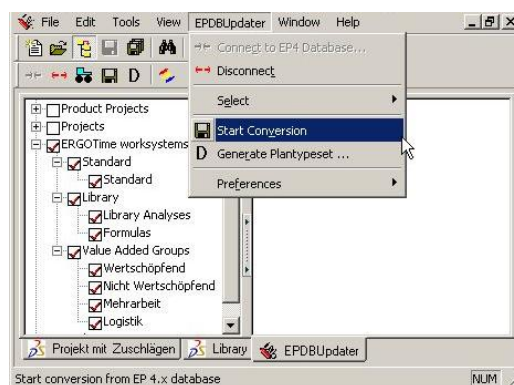 File Edit Tools View EPDBUpdater Window Help
Connect to EP4 Database...
Disconnect
Select
Start Conversion
D Generate Plantypeset ...
Preferences
D
Product Projects
Projects
ERGOTime worksystems
Standard
Standard
Library
Library Analyses
Formulas
Value Added Groups
Wertschöpfend
Nicht Wertschöpfend
Mehrarbeit
Logistik
Projekt mit Zuschlägen Library EPDBUpdater
Start conversion from EP 4.x database NUM